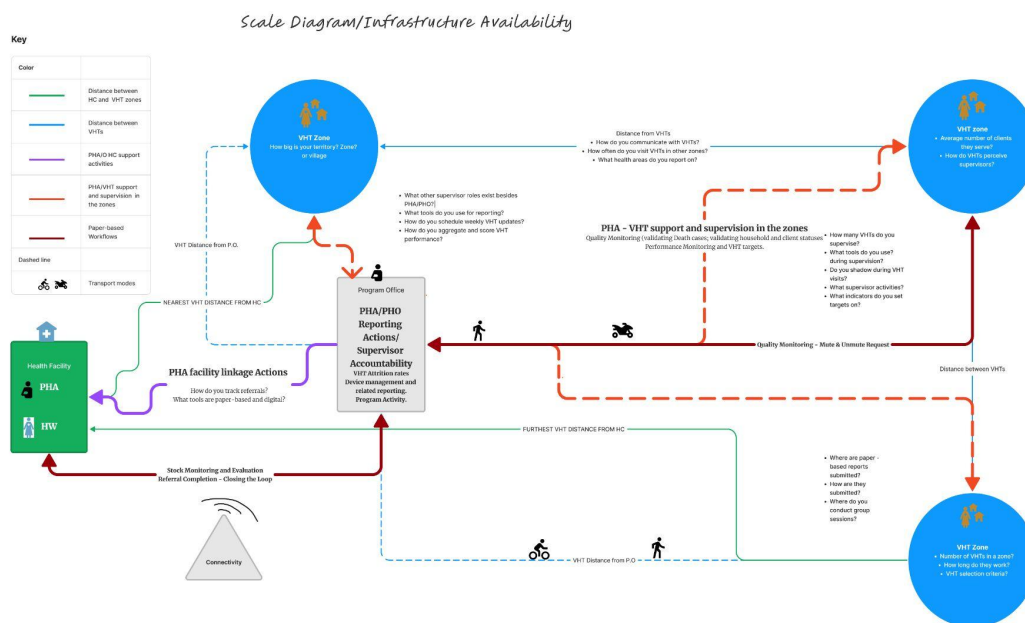 Scale Diagram/Infrastructure Availability
Key
Color
Distance between
HC and VHT zones
Distance between
VHTs
PHA/O HC support
activities
PHA/VHT support
and supervision in
the zones
Paper-based
Workflows
Dashed line
Transport modes
VHT Zone
How big is your territory? Zone?
or village
Distance from VHTs
• How do you communicate with VHTs?
• How often do you visit VHTs in other zones?
• What health areas do you report on?
VHT zone
• Average number of clients
they serve?
• How do VHTs perceive
supervisors?
• What other supervisor roles exist besides
PHA/PHO?
• What tools do you use for reporting?
• How do you schedule weekly VHT updates?
• How do you aggregate and score VHT
performance?
PHA - VHT support and supervision in the zones
Quality Monitoring (validating Death cases; validating household and client statuses
Performance Monitoring and VHT targets.
• How many VHTs do you
supervise?
• What tools do you use?
during supervision?
• Do you shadow during VHT
visits?
• What supervisor activities?
• What indicators do you set
targets on?
VHT Distance from P.O.
NEAREST VHT DISTANCE FROM HC
Program Office
PHA/PHO
Reporting
Actions/
Supervisor
Accountability
VHT Attrition rates
Device management and
related reporting.
Program Activity.
Quality Monitoring - Mute & Unmute Request
Health Facility
PHA
HW
PHA facility linkage Actions
How do you track referrals?
What tools are paper-based and digital?
Distance between VHTs
FURTHEST VHT DISTANCE FROM HC
Stock Monitoring and Evaluation
Referral Completion - Closing the Loop
• Where are paper -
based reports
submitted?
• How are they
submitted?
• Where do you
conduct group
sessions?
Connectivity
VHT Distance from P.O
VHT Zone
• Number of VHTs in a zone?
• How long do they work?
• VHT selection criteria?